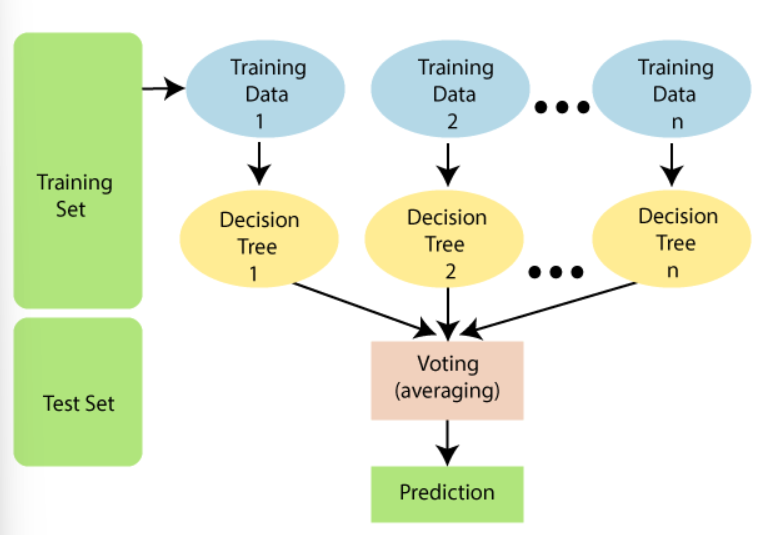 Training
Set
Training
Data
1
Training
Data
2
Training
Data
n
Decision
Tree
1
Decision
Tree
2
Decision
Tree
n
Test Set
Voting
(averaging)
Prediction